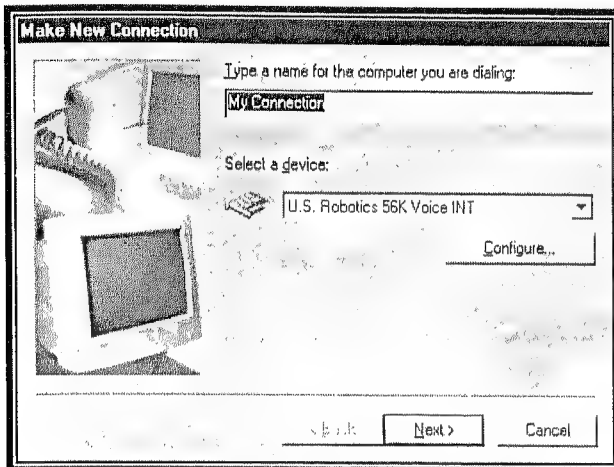 Make New Connection
Type a name for the computer you are dialing:
My Connection
Select a device:
U.S. Robotics 56K Voice INT
Configure...
Next >
Cancel